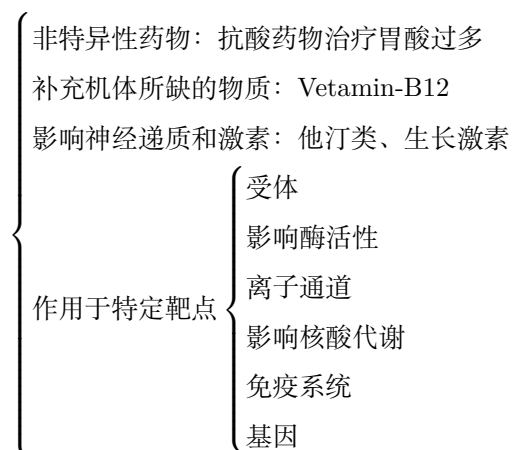 非特异性药物：抗酸药物治疗胃酸过多
补充机体所缺的物质：Vetamin-B12
影响神经递质和激素：他汀类、生长激素
作用于特定靶点
受体
影响酶活性
离子通道
影响核酸代谢
免疫系统
基因